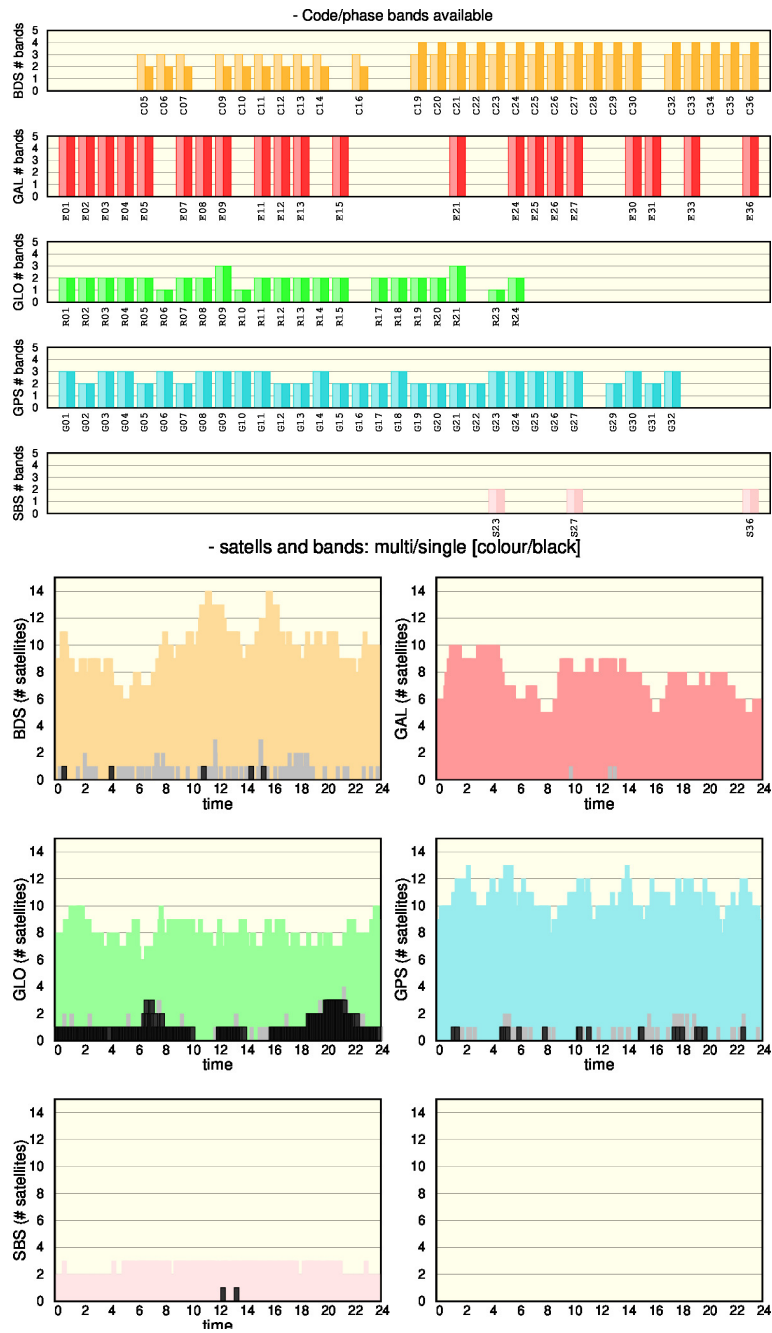 - Code/phase bands available
BDS # bands
5
4
3
2
1
0
C05 C06 C07 C09 C10 C11 C12 C13 C14 C16 C19 C20 C21 C22 C23 C24 C25 C26 C27 C28 C29 C30 C32 C33 C34 C35 C36
GAL # bands
5
4
3
2
1
0
E01 E02 E03 E04 E05 E07 E08 E09 E11 E12 E13 E15 E21 E24 E25 E26 E27 E30 E31 E33 E36
GLO # bands
5
4
3
2
1
0
R01 R02 R03 R04 R05 R06 R07 R08 R09 R10 R11 R12 R13 R14 R15 R17 R18 R19 R20 R21 R23 R24
GPS # bands
5
4
3
2
1
0
G01 G02 G03 G04 G05 G06 G07 G08 G09 G10 G11 G12 G13 G14 G15 G16 G17 G18 G19 G20 G21 G22 G23 G24 G25 G26 G27 G29 G30 G31 G32
SBS # bands
5
4
3
2
1
0
S23 S27 S36
- satells and bands: multi/single [colour/black]
BDS (# satellites)
14
12
10
8
6
4
2
0
0 2 4 6 8 10 12 14 16 18 20 22 24
time
GAL (# satellites)
14
12
10
8
6
4
2
0
0 2 4 6 8 10 12 14 16 18 20 22 24
time
GLO (# satellites)
14
12
10
8
6
4
2
0
0 2 4 6 8 10 12 14 16 18 20 22 24
time
GPS (# satellites)
14
12
10
8
6
4
2
0
0 2 4 6 8 10 12 14 16 18 20 22 24
time
SBS (# satellites)
14
12
10
8
6
4
2
0
0 2 4 6 8 10 12 14 16 18 20 22 24
time
14
12
10
8
6
4
2
0
0 2 4 6 8 10 12 14 16 18 20 22 24